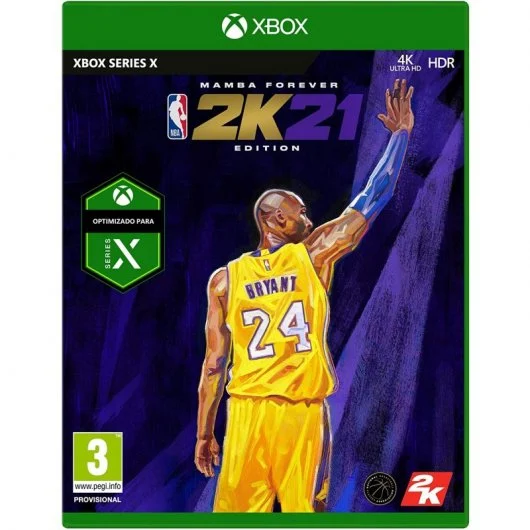 XBOX
XBOX SERIES X
4K
ULTRA HD
HDR
MAMBA FOREVER
NBA
2K21
EDITION
OPTIMIZADO PARA
SERIES
X
BRYANT
24
3
www.pegi.info
PROVISIONAL
2K